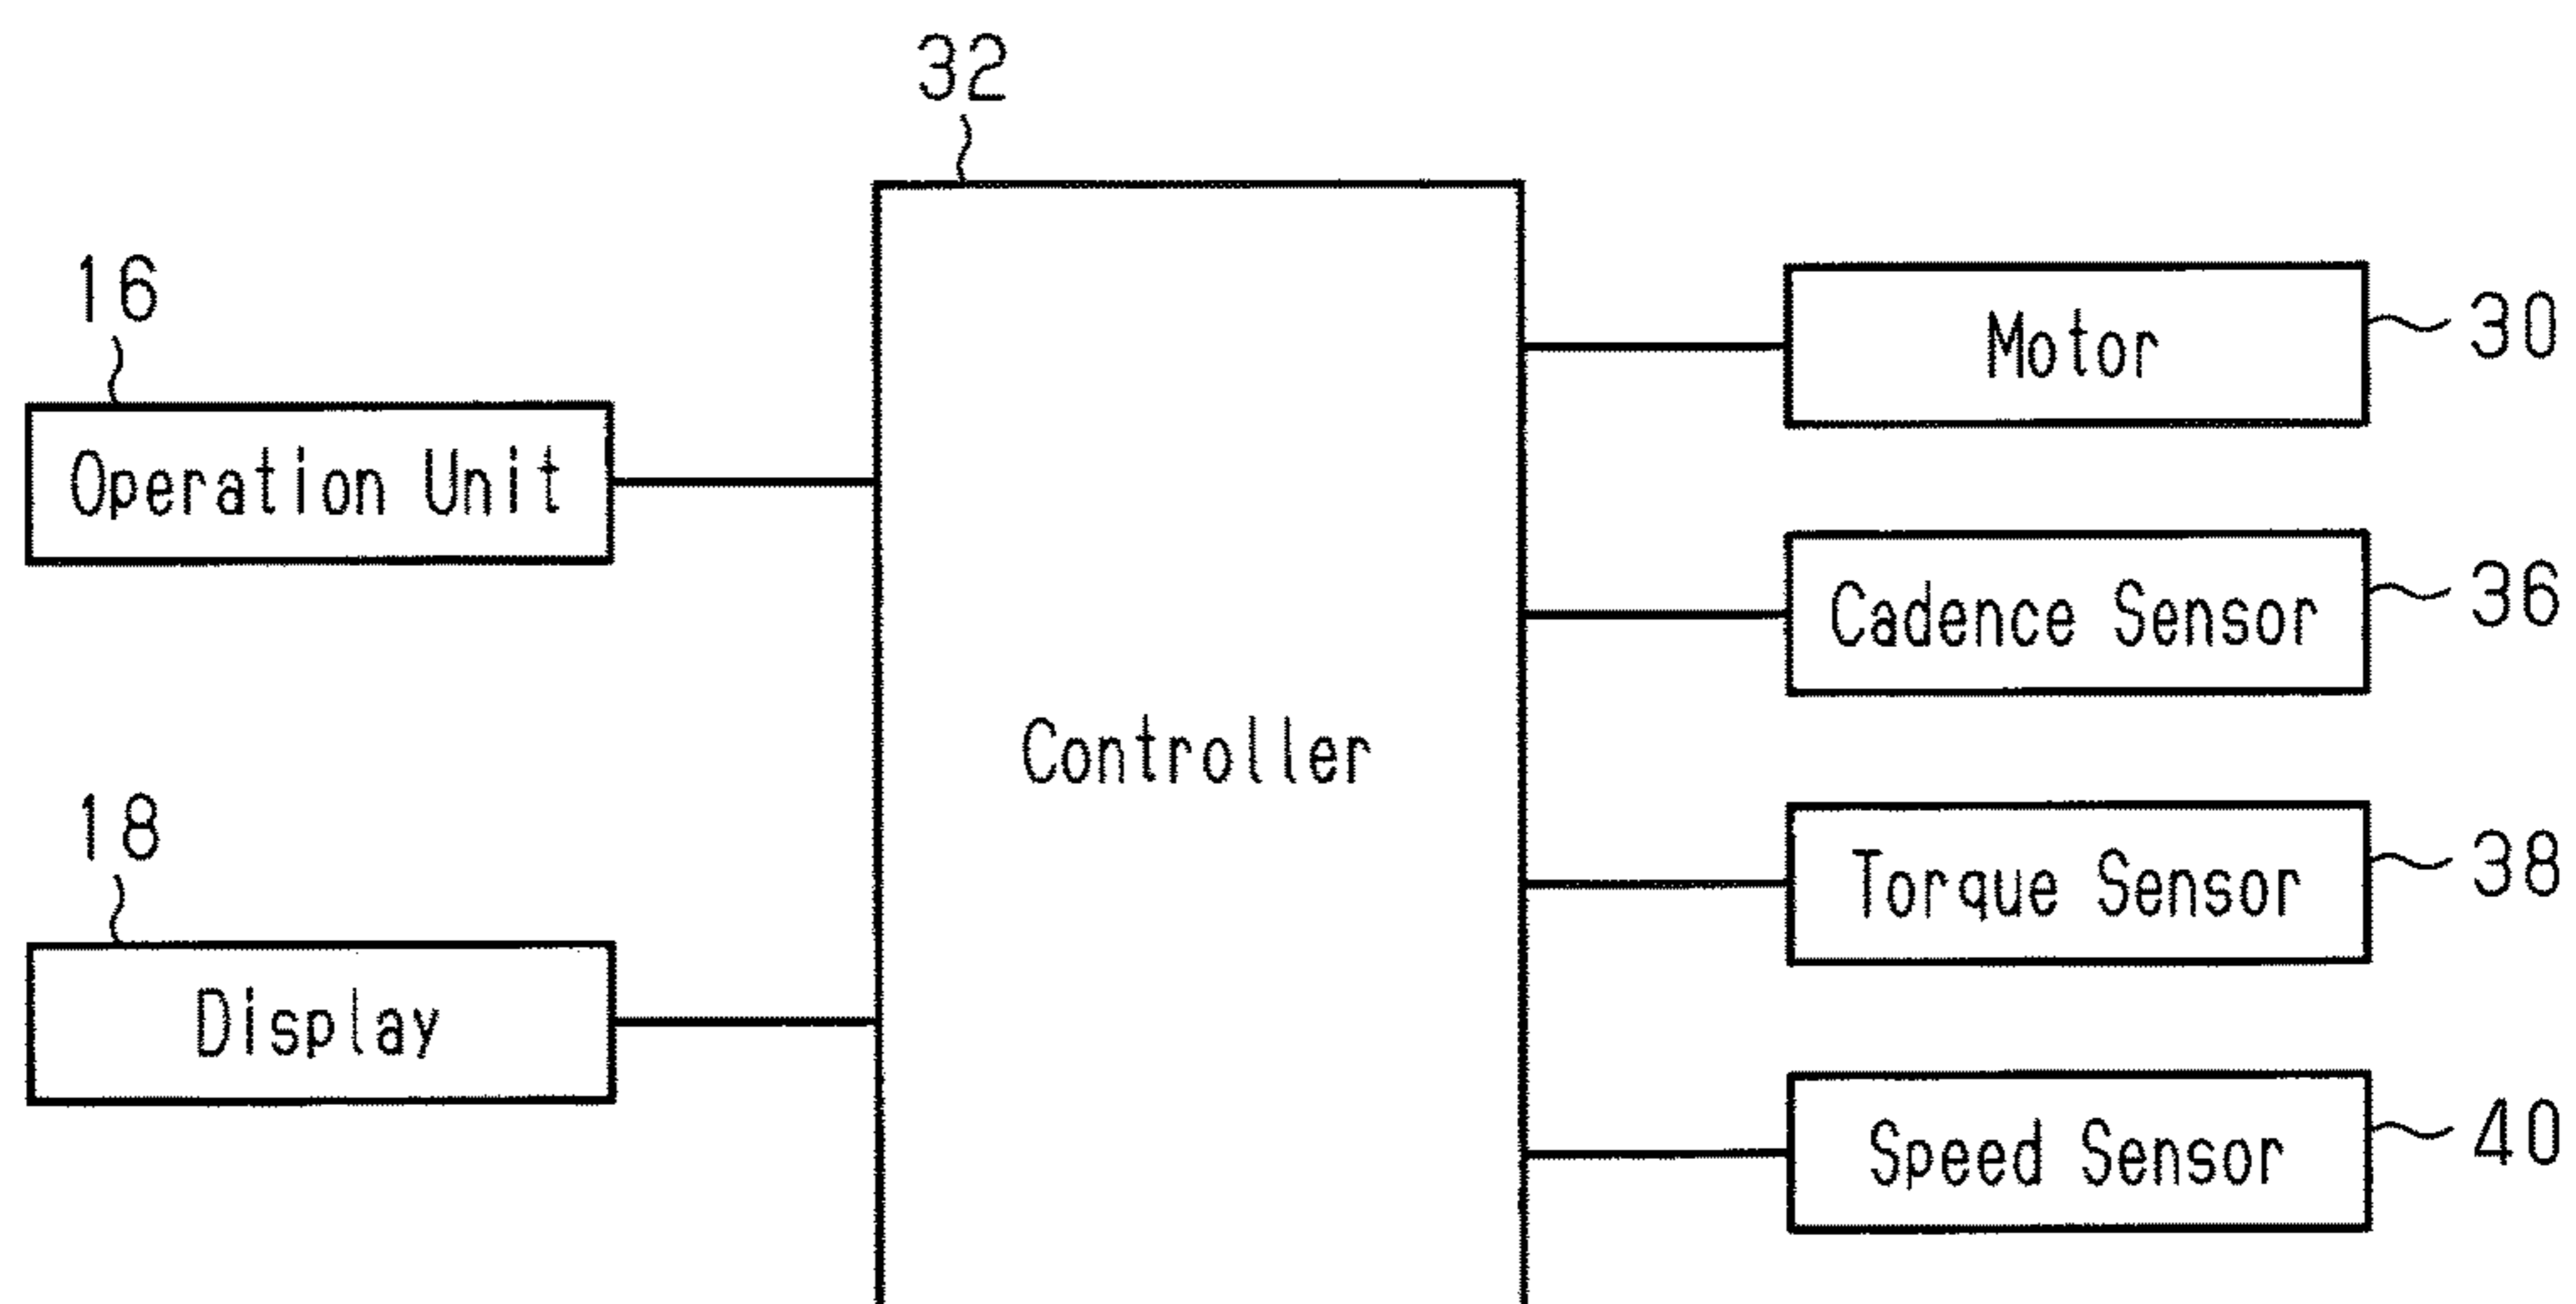 32
16
Operation Unit
18
Display
Controller
Motor
30
Cadence Sensor
36
Torque Sensor
38
Speed Sensor
40